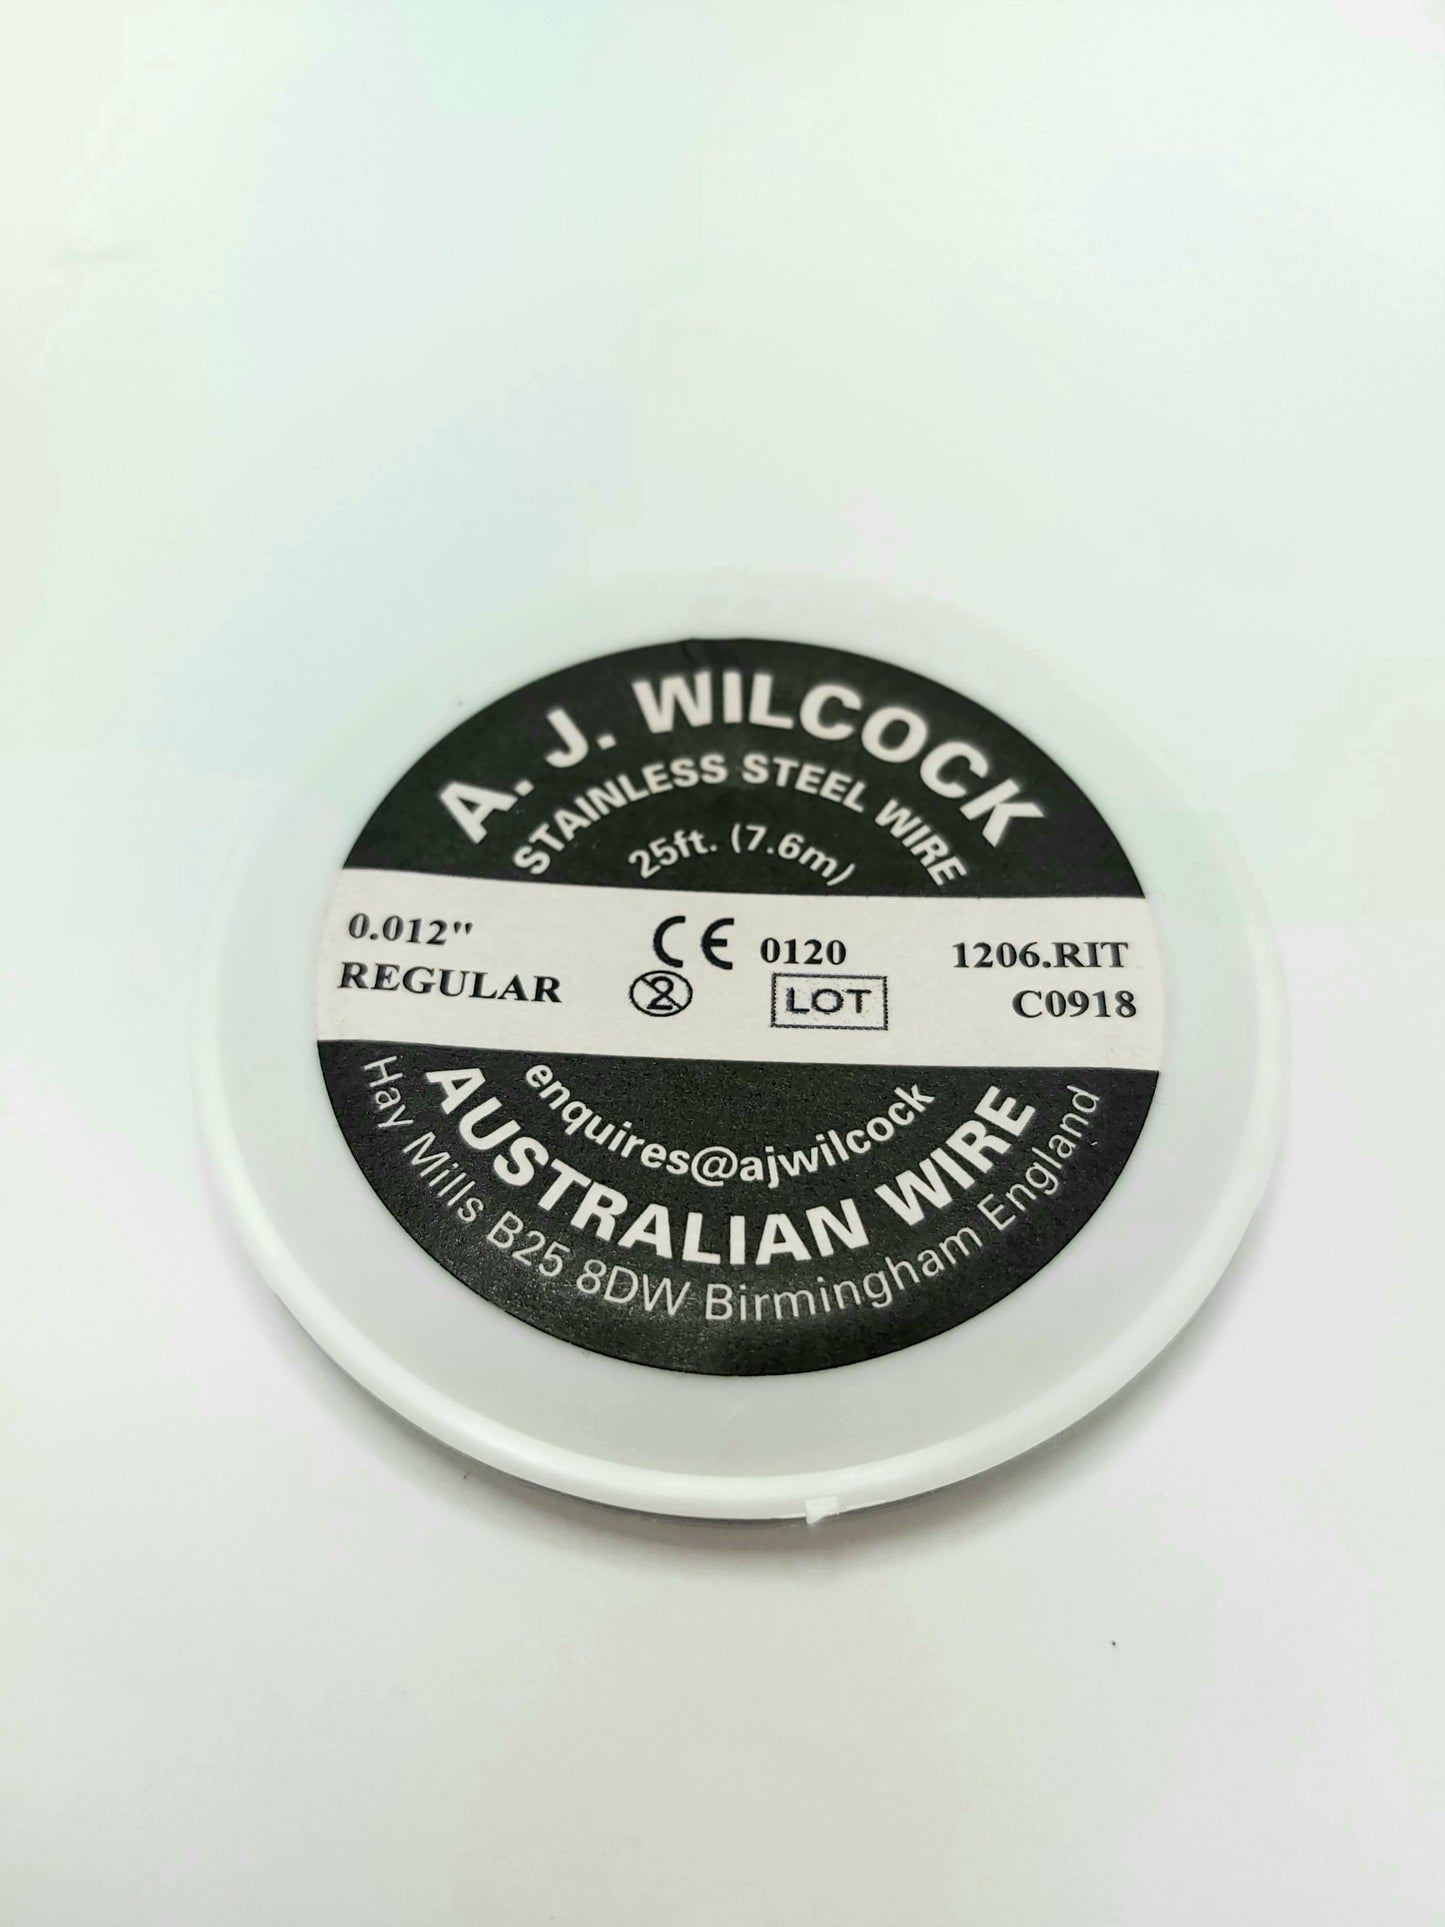 A. J. WILCOCK
STAINLESS STEEL WIRE
25ft. (7.6m)
0.012" CE 0120 1206.RIT
REGULAR 2 LOT C0918
enquires@ajwilcock
AUSTRALIAN WIRE
Hay Mills B25 8DW Birmingham England